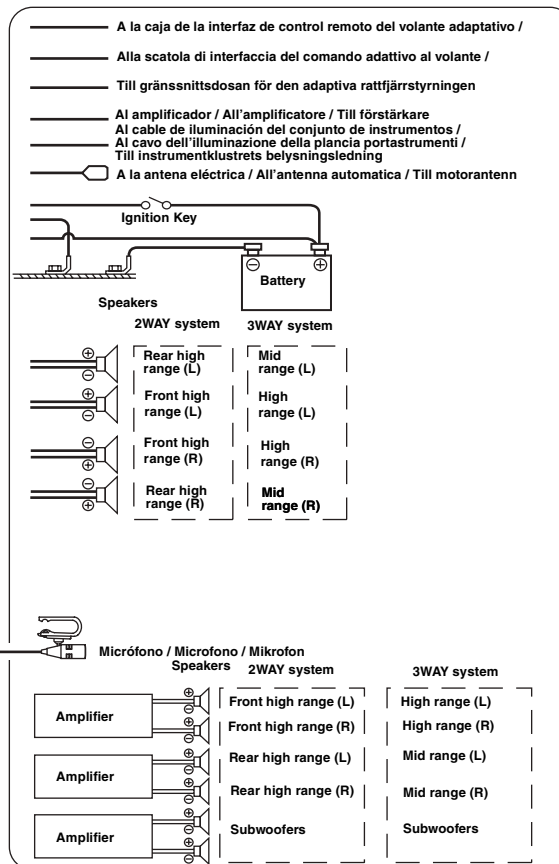 A la caja de la interfaz de control remoto del volante adaptativo /
Alla scatola di interfaccia del comando adattivo al volante /
Till gränssnittsdosan för den adaptiva rattfjärrstyrningen
Al amplificador / All'amplificatore / Till förstärkare
Al cable de iluminación del conjunto de instrumentos /
Al cavo dell'illuminazione della plancia portastrumenti /
Till instrumentklustrets belysningsledning
A la antena eléctrica / All'antenna automatica / Till motorantenn
Ignition Key
⊖ ⊕
Battery
Speakers
2WAY system 3WAY system
⊕ Rear high Mid
⊖ range (L) range (L)
⊕ Front high High
⊖ range (L) range (L)
⊖ Front high High
⊕ range (R) range (R)
⊖ Rear high Mid
⊕ range (R) range (R)
Micrófono / Microfono / Mikrofon
Speakers 2WAY system 3WAY system
Amplifier
⊕ ⊖ Front high range (L) High range (L)
⊕ ⊖ Front high range (R) High range (R)
Amplifier
⊕ ⊖ Rear high range (L) Mid range (L)
⊕ ⊖ Rear high range (R) Mid range (R)
Amplifier
⊕ ⊖ Subwoofers Subwoofers
⊕ ⊖